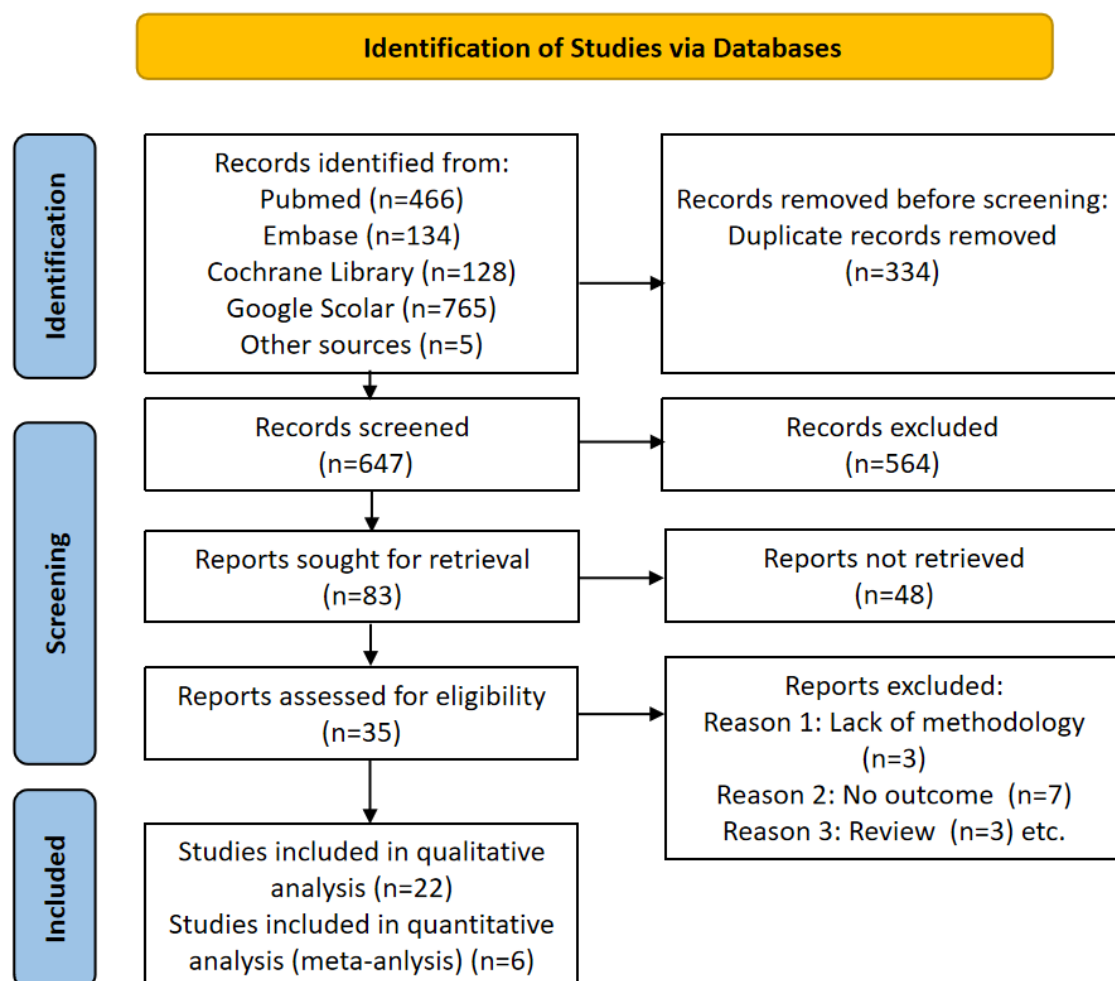 Identification of Studies via Databases
Identification
Records identified from:
Pubmed (n=466)
Embase (n=134)
Cochrane Library (n=128)
Google Scolar (n=765)
Other sources (n=5)
Records removed before screening:
Duplicate records removed
(n=334)
Screening
Records screened
(n=647)
Records excluded
(n=564)
Reports sought for retrieval
(n=83)
Reports not retrieved
(n=48)
Reports assessed for eligibility
(n=35)
Reports excluded:
Reason 1: Lack of methodology
(n=3)
Reason 2: No outcome (n=7)
Reason 3: Review (n=3) etc.
Included
Studies included in qualitative
analysis (n=22)
Studies included in quantitative
analysis (meta-anlysis) (n=6)